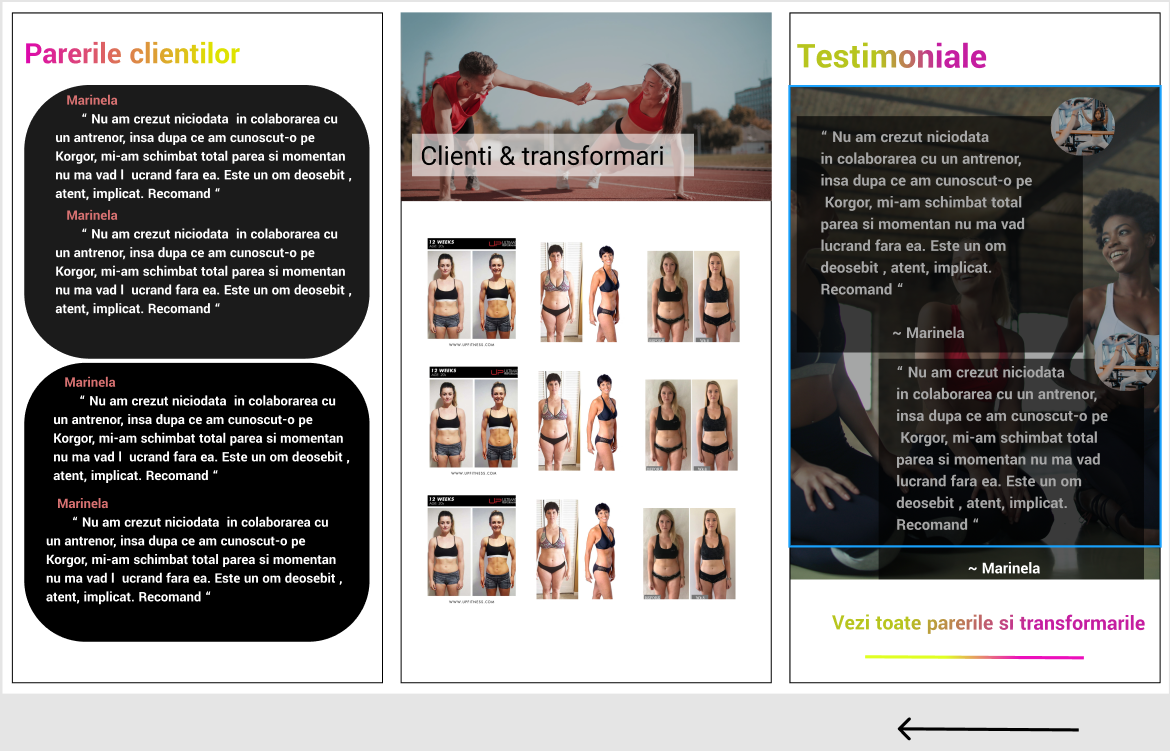 Parerile clientilor
Marinela
“ Nu am crezut niciodata  in colaborarea cu
un antrenor, insa dupa ce am cunoscut-o pe
Korgor, mi-am schimbat total parea si momentan
nu ma vad l  ucrand fara ea. Este un om deosebit ,
atent, implicat. Recomand “
Marinela
“ Nu am crezut niciodata  in colaborarea cu
un antrenor, insa dupa ce am cunoscut-o pe
Korgor, mi-am schimbat total parea si momentan
nu ma vad l  ucrand fara ea. Este un om deosebit ,
atent, implicat. Recomand “
Marinela
“ Nu am crezut niciodata  in colaborarea cu
un antrenor, insa dupa ce am cunoscut-o pe
Korgor, mi-am schimbat total parea si momentan
nu ma vad l  ucrand fara ea. Este un om deosebit ,
atent, implicat. Recomand “
Marinela
“ Nu am crezut niciodata  in colaborarea cu
un antrenor, insa dupa ce am cunoscut-o pe
Korgor, mi-am schimbat total parea si momentan
nu ma vad l  ucrand fara ea. Este un om deosebit ,
atent, implicat. Recomand “
Clienti & transformari
12 WEEKS
WWW.UPFITNESS.COM
12 WEEKS
WWW.UPFITNESS.COM
12 WEEKS
WWW.UPFITNESS.COM
Testimoniale
“ Nu am crezut niciodata
in colaborarea cu un antrenor,
insa dupa ce am cunoscut-o pe
Korgor, mi-am schimbat total
parea si momentan nu ma vad
lucrand fara ea. Este un om
deosebit , atent, implicat.
Recomand “
~ Marinela
“ Nu am crezut niciodata
in colaborarea cu un antrenor,
insa dupa ce am cunoscut-o pe
Korgor, mi-am schimbat total
parea si momentan nu ma vad
lucrand fara ea. Este un om
deosebit , atent, implicat.
Recomand “
~ Marinela
Vezi toate parerile si transformarile